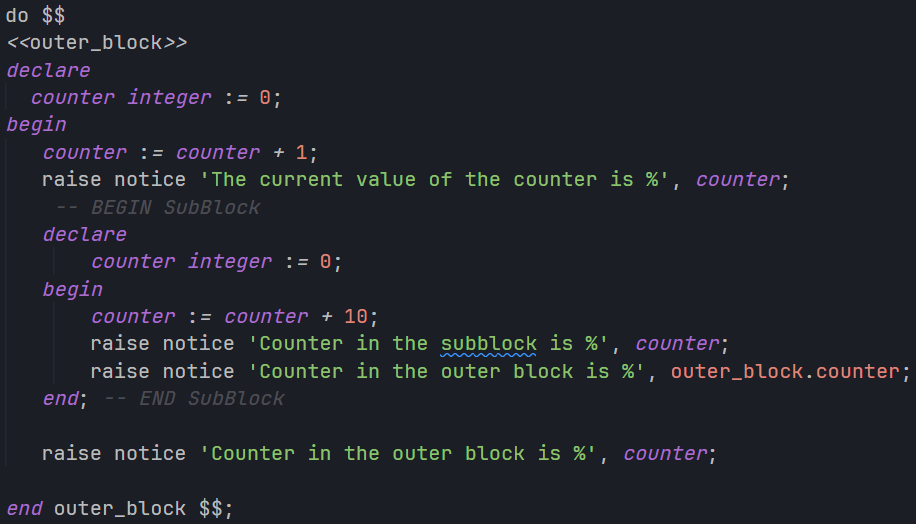 do $$
<<outer_block>>
declare
  counter integer := 0;
begin
   counter := counter + 1;
   raise notice 'The current value of the counter is %', counter;
    -- BEGIN SubBlock
   declare
       counter integer := 0;
   begin
       counter := counter + 10;
       raise notice 'Counter in the subblock is %', counter;
       raise notice 'Counter in the outer block is %', outer_block.counter;
   end; -- END SubBlock
   raise notice 'Counter in the outer block is %', counter;
end outer_block $$;